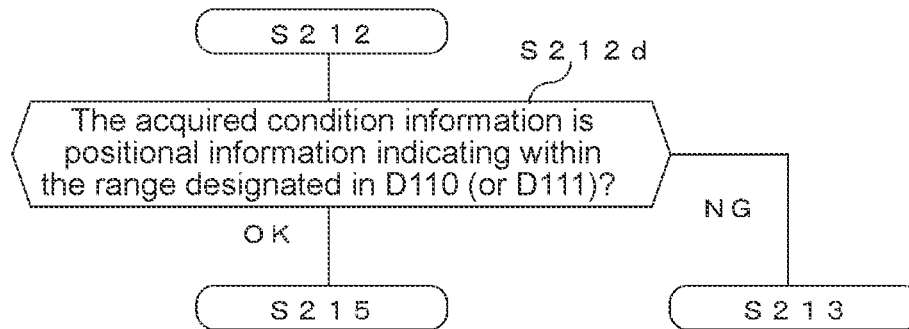 S212
S212d
The acquired condition information is
positional information indicating within
the range designated in D110 (or D111)?
OK
NG
S215
S213